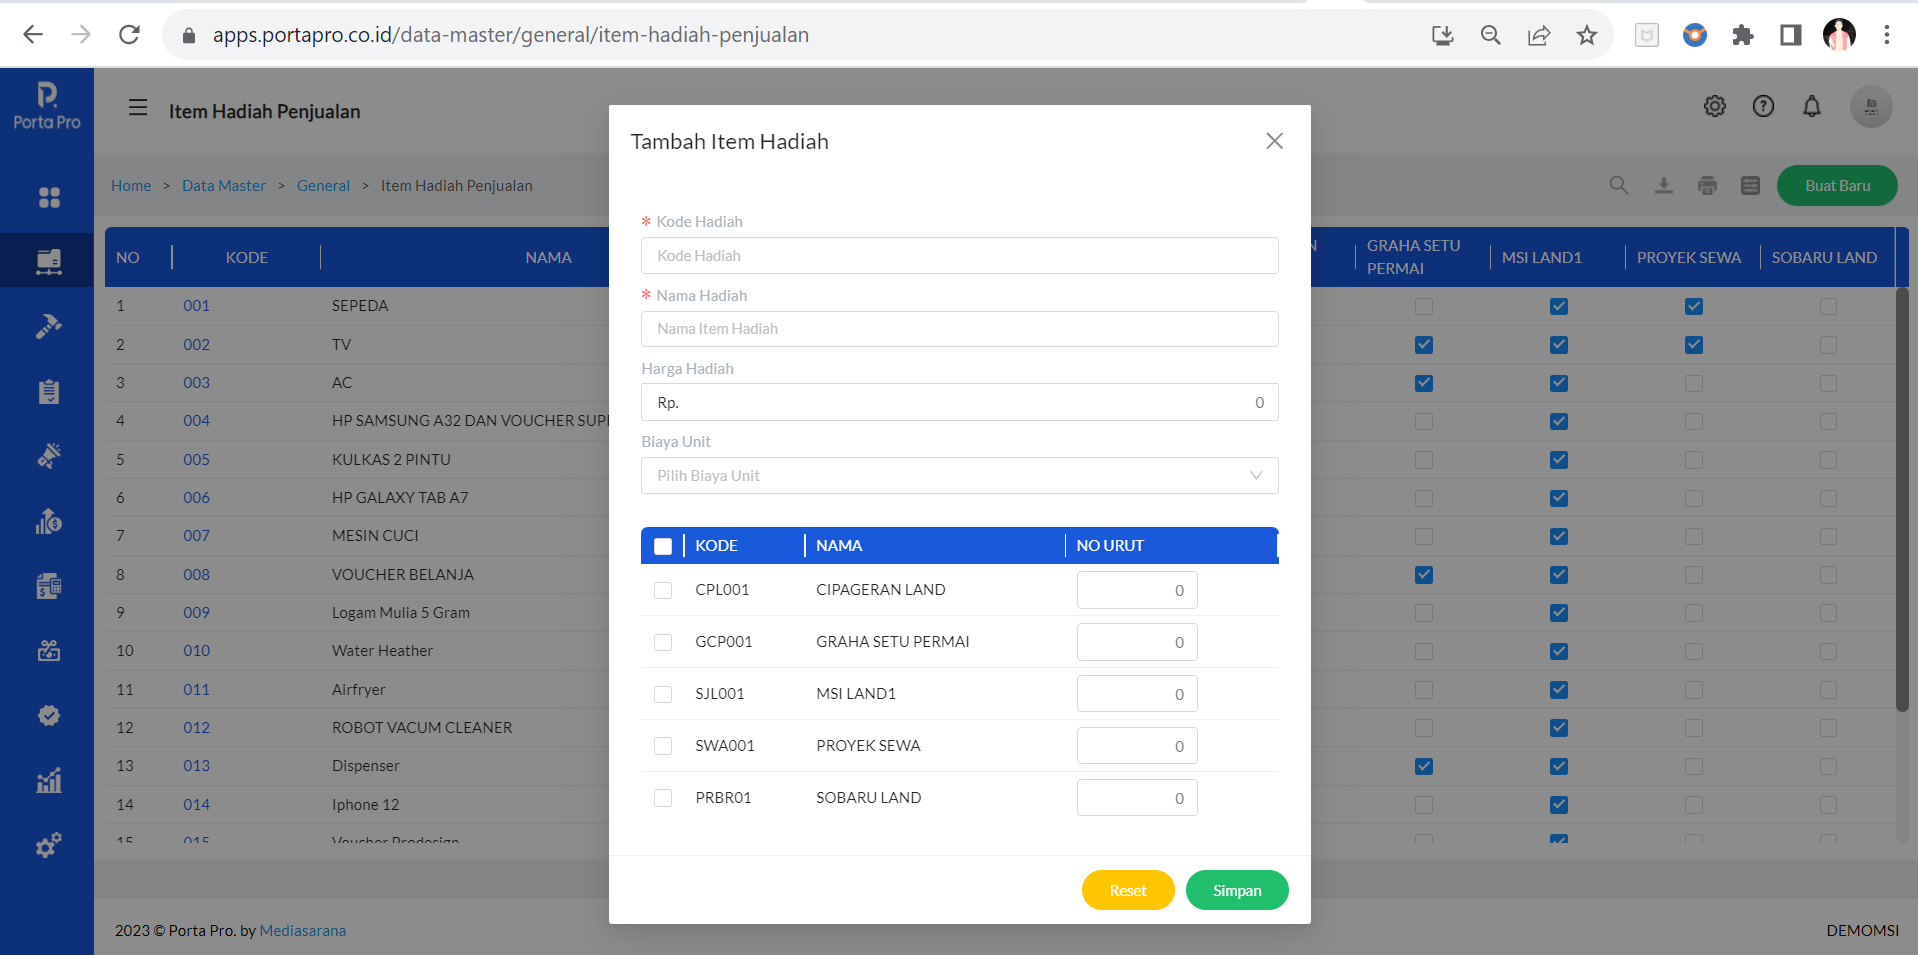 apps.portapro.co.id/data-master/general/item-hadiah-penjualan
Porta Pro
Item Hadiah Penjualan
Home > Data Master > General > Item Hadiah Penjualan
Buat Baru
NO KODE NAMA N GRAHA SETU PERMAI MSI LAND1 PROYEK SEWA SOBARU LAND
1 001 SEPEDA
2 002 TV
3 003 AC
4 004 HP SAMSUNG A32 DAN VOUCHER SUP
5 005 KULKAS 2 PINTU
6 006 HP GALAXY TAB A7
7 007 MESIN CUCI
8 008 VOUCHER BELANJA
9 009 Logam Mulia 5 Gram
10 010 Water Heather
11 011 Airfryer
12 012 ROBOT VACUM CLEANER
13 013 Dispenser
14 014 Iphone 12
15 015 Voucher Prodesign
Tambah Item Hadiah
* Kode Hadiah
Kode Hadiah
* Nama Hadiah
Nama Item Hadiah
Harga Hadiah
Rp. 0
Biaya Unit
Pilih Biaya Unit
KODE NAMA NO URUT
CPL001 CIPAGERAN LAND 0
GCP001 GRAHA SETU PERMAI 0
SJL001 MSI LAND1 0
SWA001 PROYEK SEWA 0
PRBR01 SOBARU LAND 0
Reset Simpan
2023 © Porta Pro. by Mediasarana
DEMOMSI